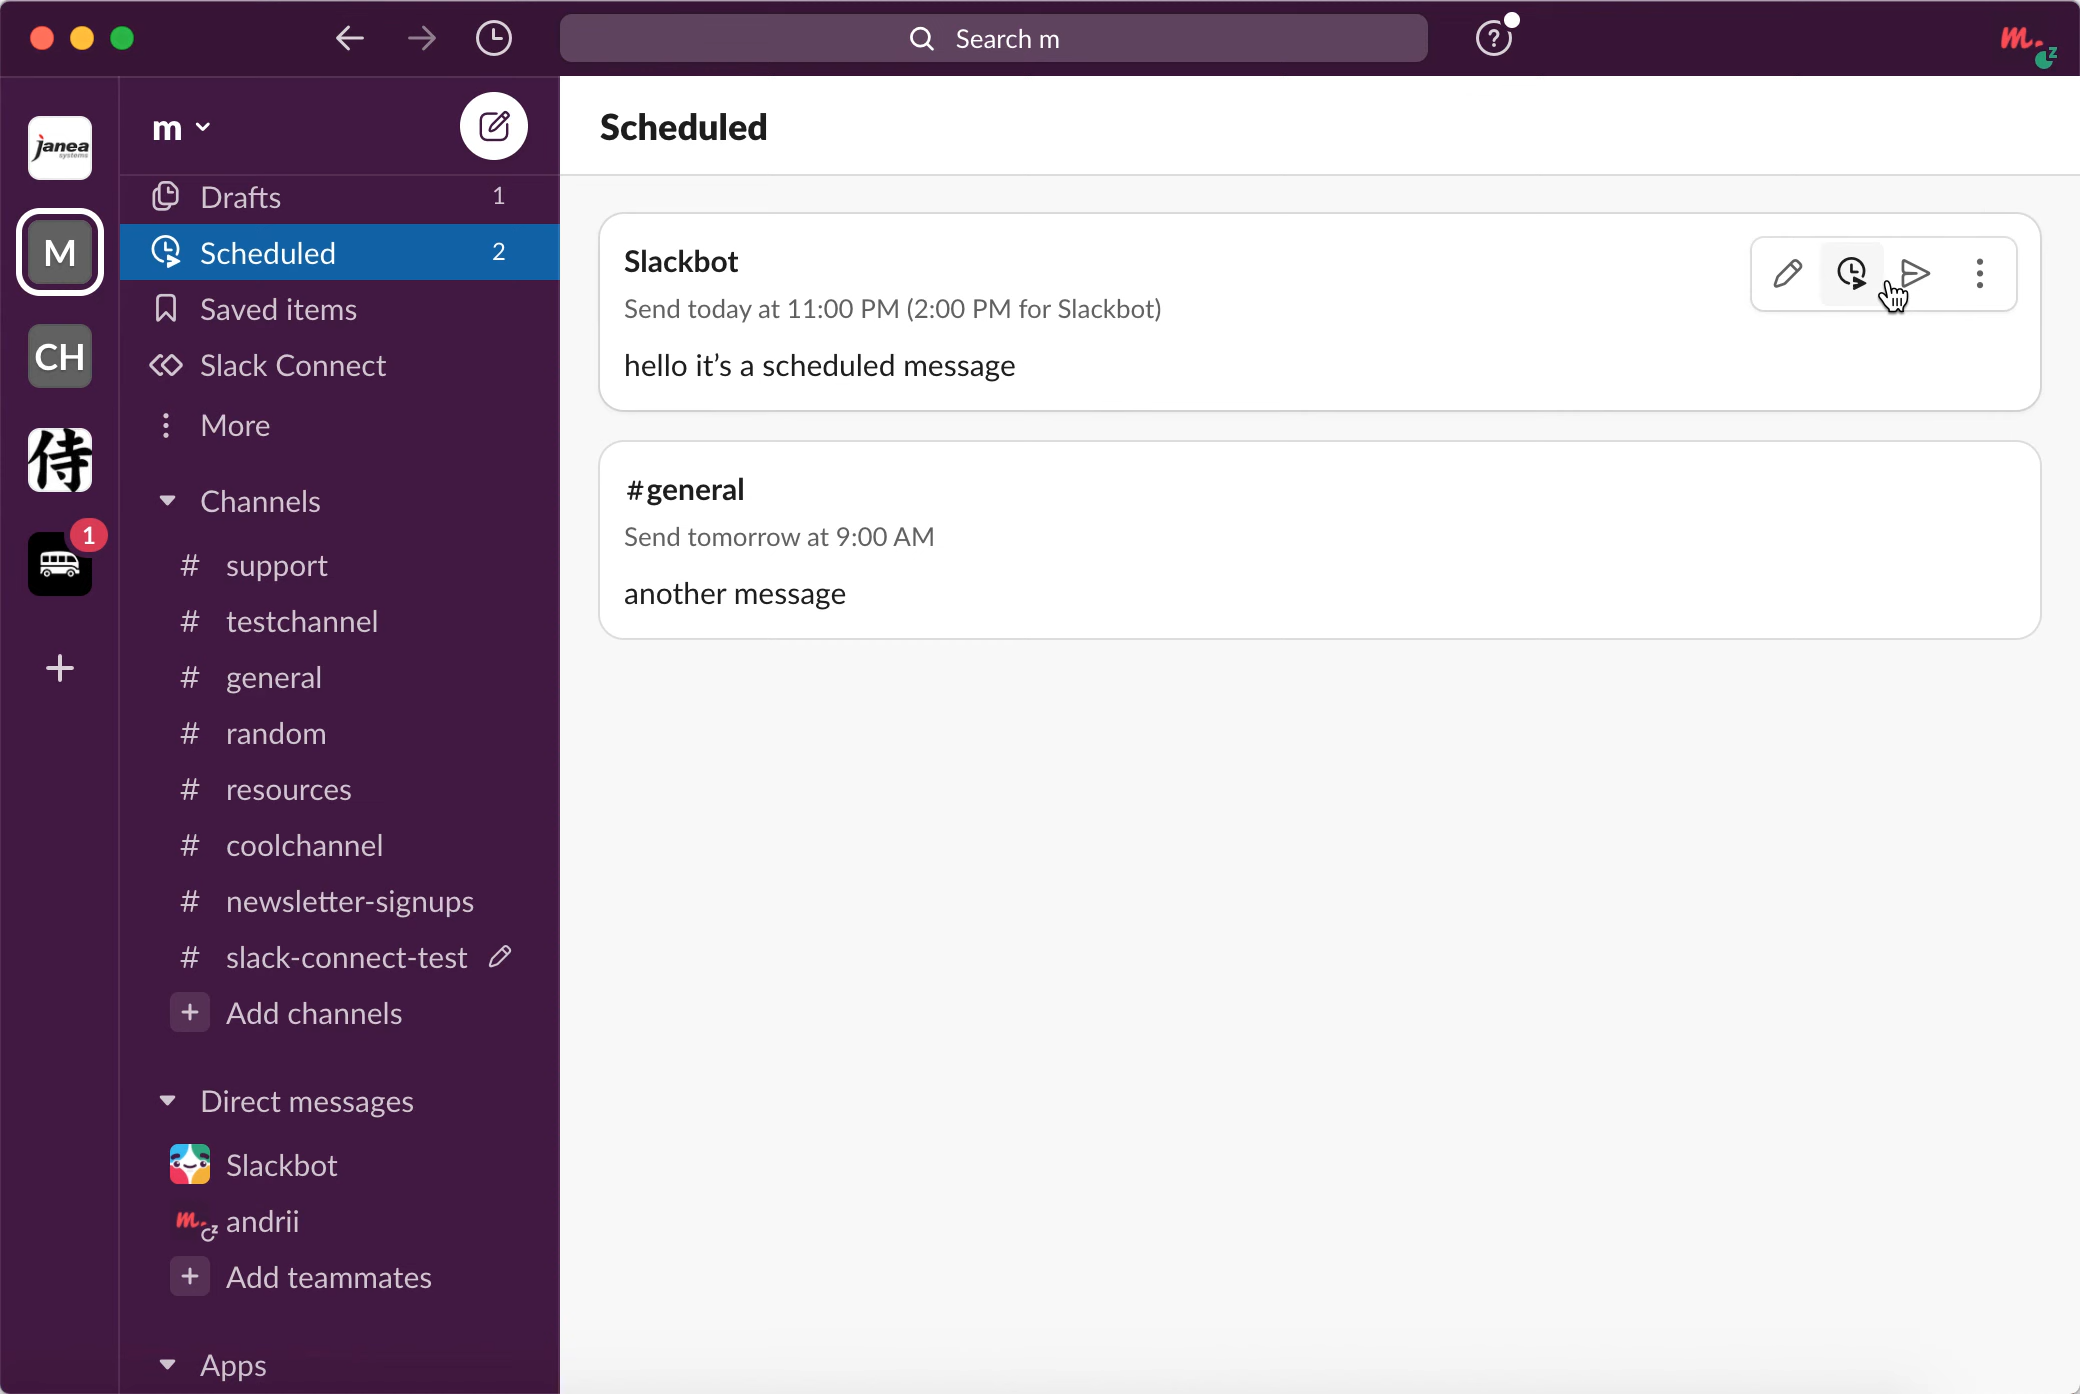 Search m
m.
z
janea
systems
m
Scheduled
M
CH
侍
1
Drafts 1
Scheduled 2
Saved items
Slack Connect
More
Channels
# support
# testchannel
# general
# random
# resources
# coolchannel
# newsletter-signups
# slack-connect-test
+ Add channels
Direct messages
Slackbot
m. z andrii
+ Add teammates
Apps
Slackbot
Send today at 11:00 PM (2:00 PM for Slackbot)
hello it’s a scheduled message
#general
Send tomorrow at 9:00 AM
another message